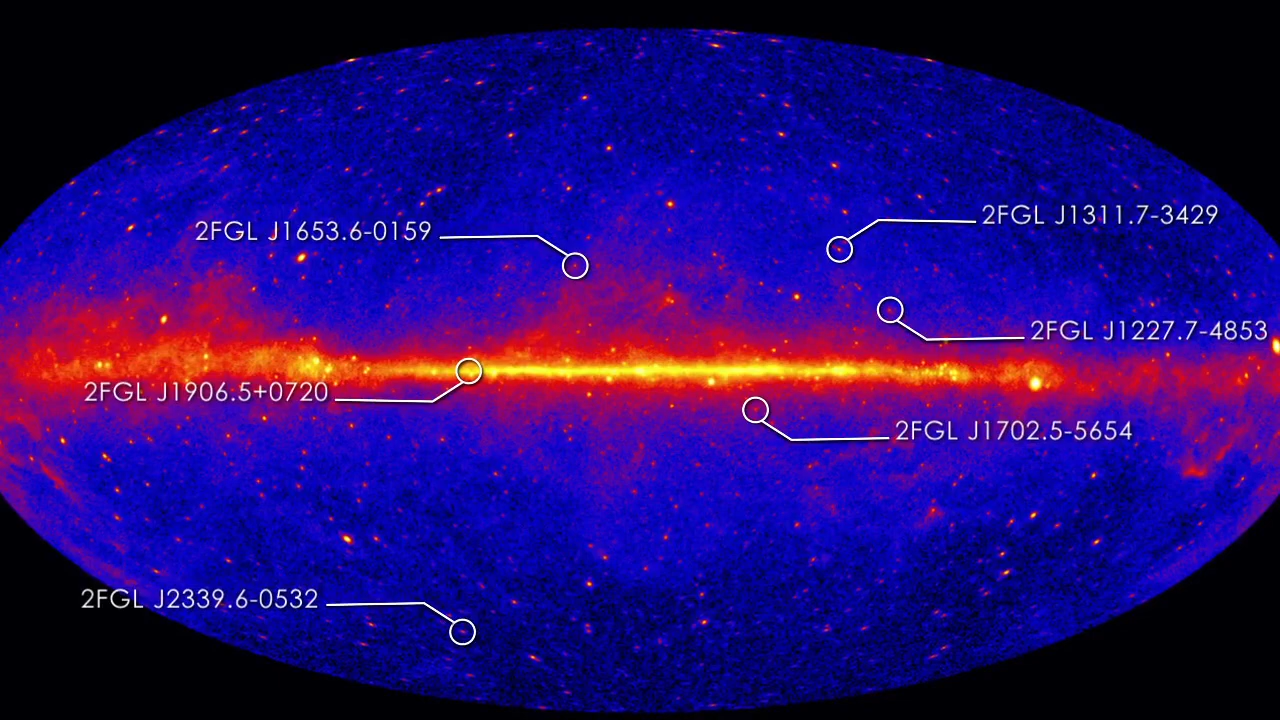 2FGL J1311.7-3429
2FGL J1653.6-0159
2FGL J1227.7-4853
2FGL J1906.5+0720
2FGL J1702.5-5654
2FGL J2339.6-0532